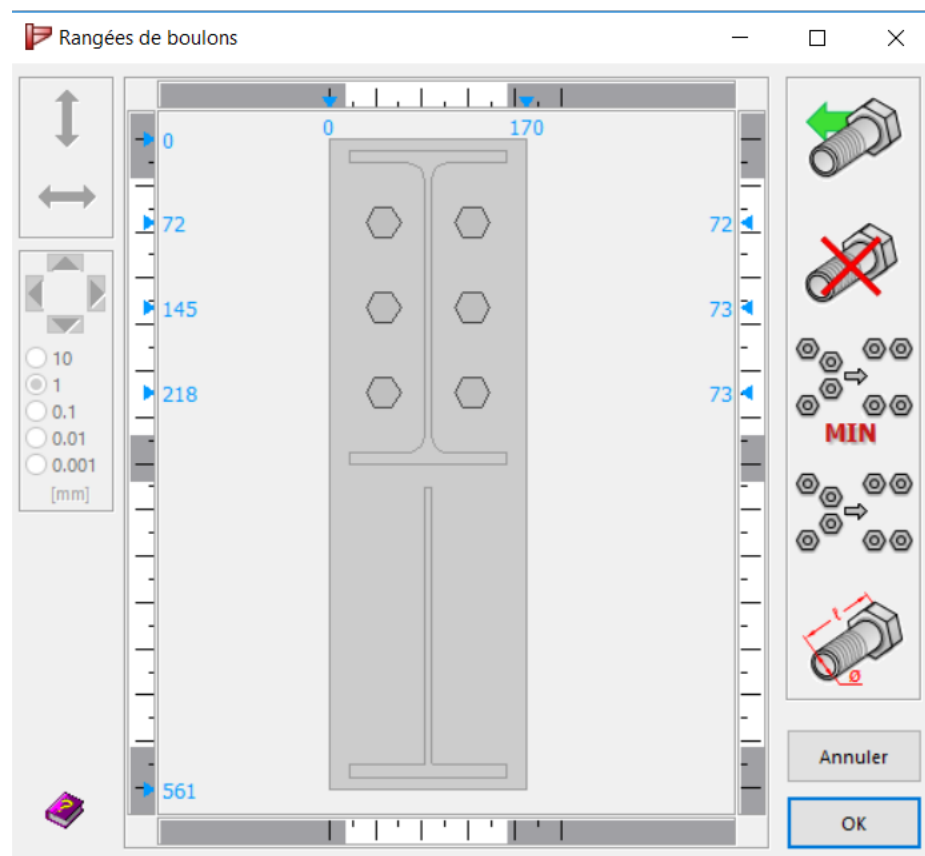 Rangées de boulons
0 170
0
72 72
145 73
218 73
10
1
0.1
0.01
0.001
[mm]
MIN
ℓ
ø
561
Annuler
?
OK